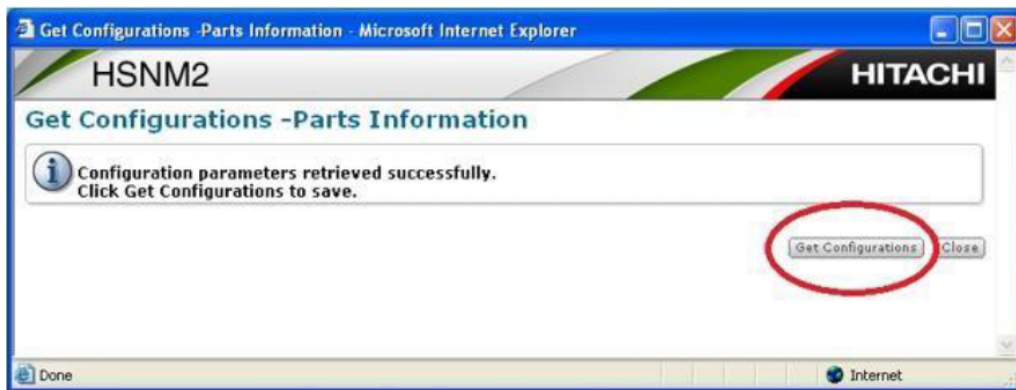 Get Configurations -Parts Information - Microsoft Internet Explorer
HSNM2
HITACHI
Get Configurations -Parts Information
Configuration parameters retrieved successfully.
Click Get Configurations to save.
Get Configurations Close
Done Internet